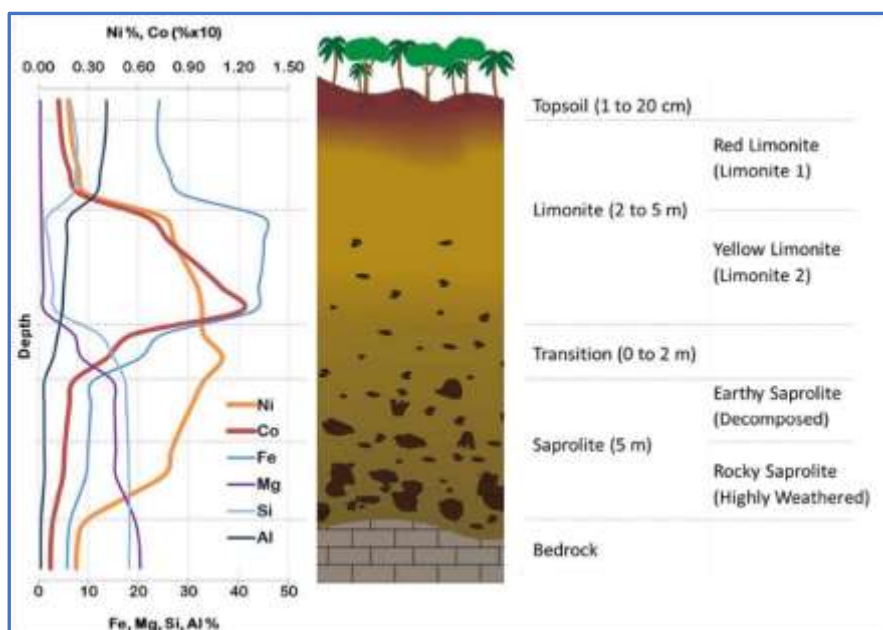 Ni %, Co (%x10)
0.00 0.30 0.60 0.90 1.20 1.50
Depth
Ni
Co
Fe
Mg
Si
Al
0 10 20 30 40 50
Fe, Mg, Si, Al %
Topsoil (1 to 20 cm)
Red Limonite
(Limonite 1)
Limonite (2 to 5 m)
Yellow Limonite
(Limonite 2)
Transition (0 to 2 m)
Earthy Saprolite
(Decomposed)
Saprolite (5 m)
Rocky Saprolite
(Highly Weathered)
Bedrock